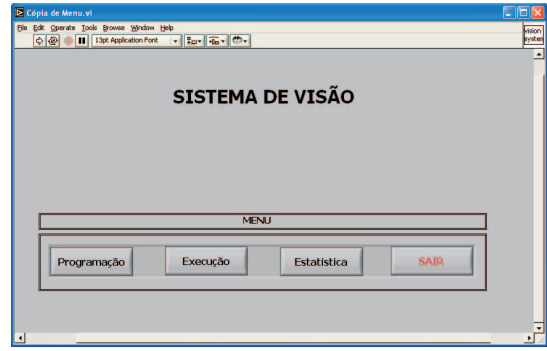 Cópia de Menu.vi
File Edit Operate Tools Browse Window Help
13pt Application Font
vision
system
SISTEMA DE VISÃO
MENU
Programação Execução Estatística SAIR